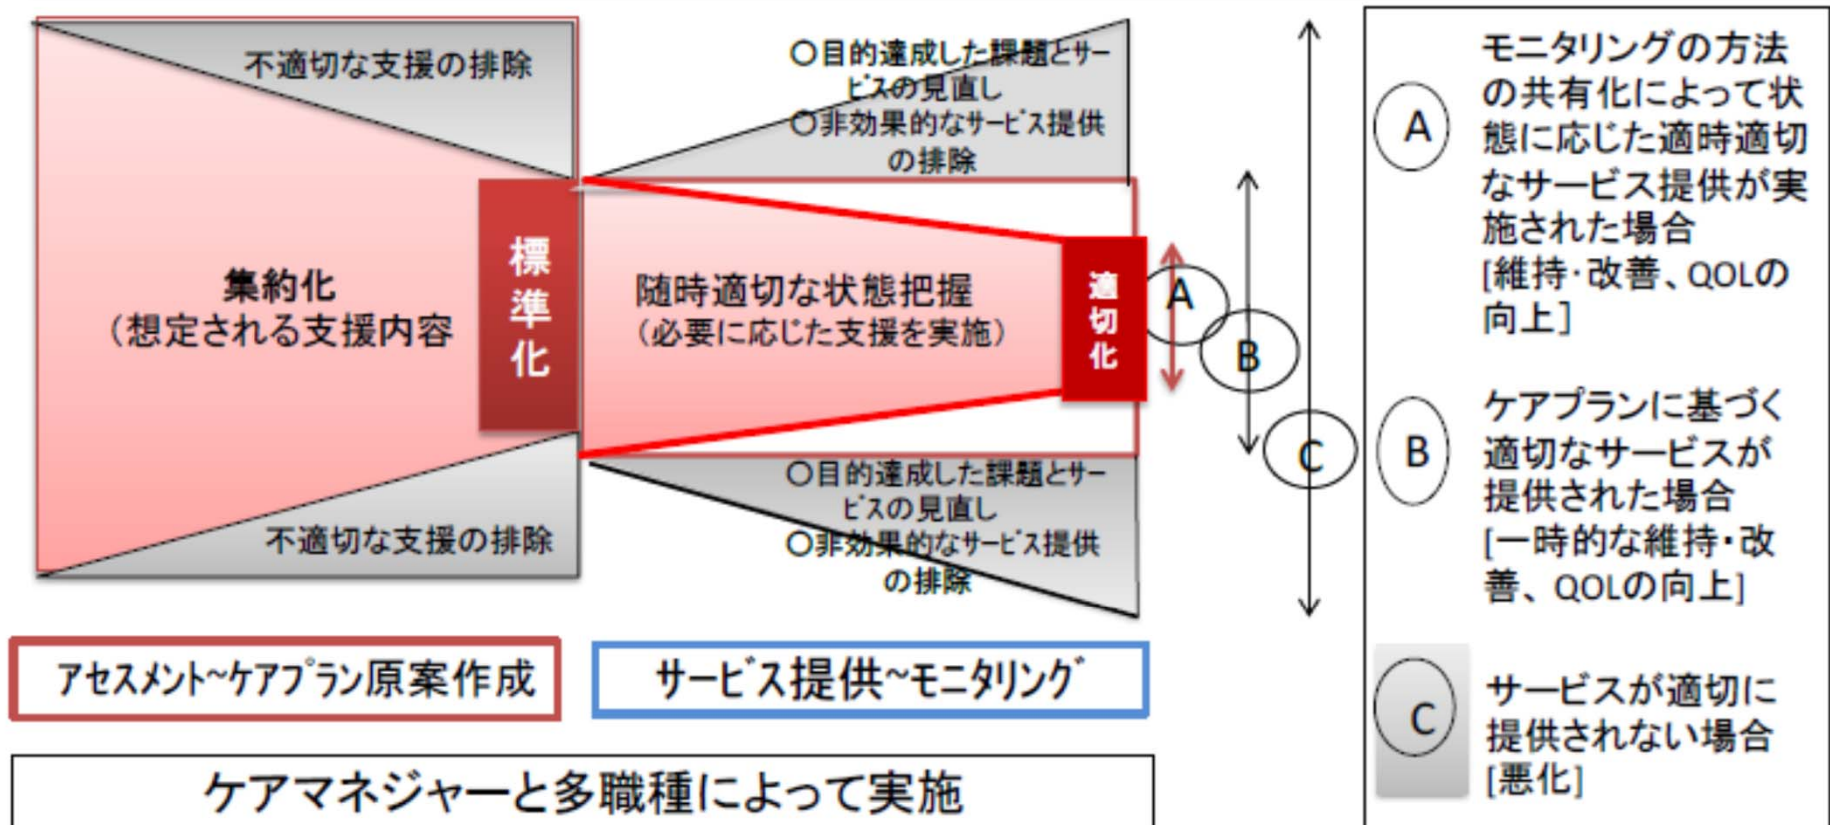 不適切な支援の排除
○目的達成した課題とサー
ビスの見直し
○非効果的なサービス提供
の排除
集約化
（想定される支援内容
標準化
随時適切な状態把握
（必要に応じた支援を実施）
適切化
A
B
C
不適切な支援の排除
○目的達成した課題とサー
ビスの見直し
○非効果的なサービス提供
の排除
アセスメント~ケアプラン原案作成
サービス提供~モニタリング
ケアマネジャーと多職種によって実施
A
モニタリングの方法
の共有化によって状
態に応じた適時適切
なサービス提供が実
施された場合
[維持･改善、QOLの
向上]
B
ケアプランに基づく
適切なサービスが
提供された場合
[一時的な維持・改
善、QOLの向上]
C
サービスが適切に
提供されない場合
[悪化]